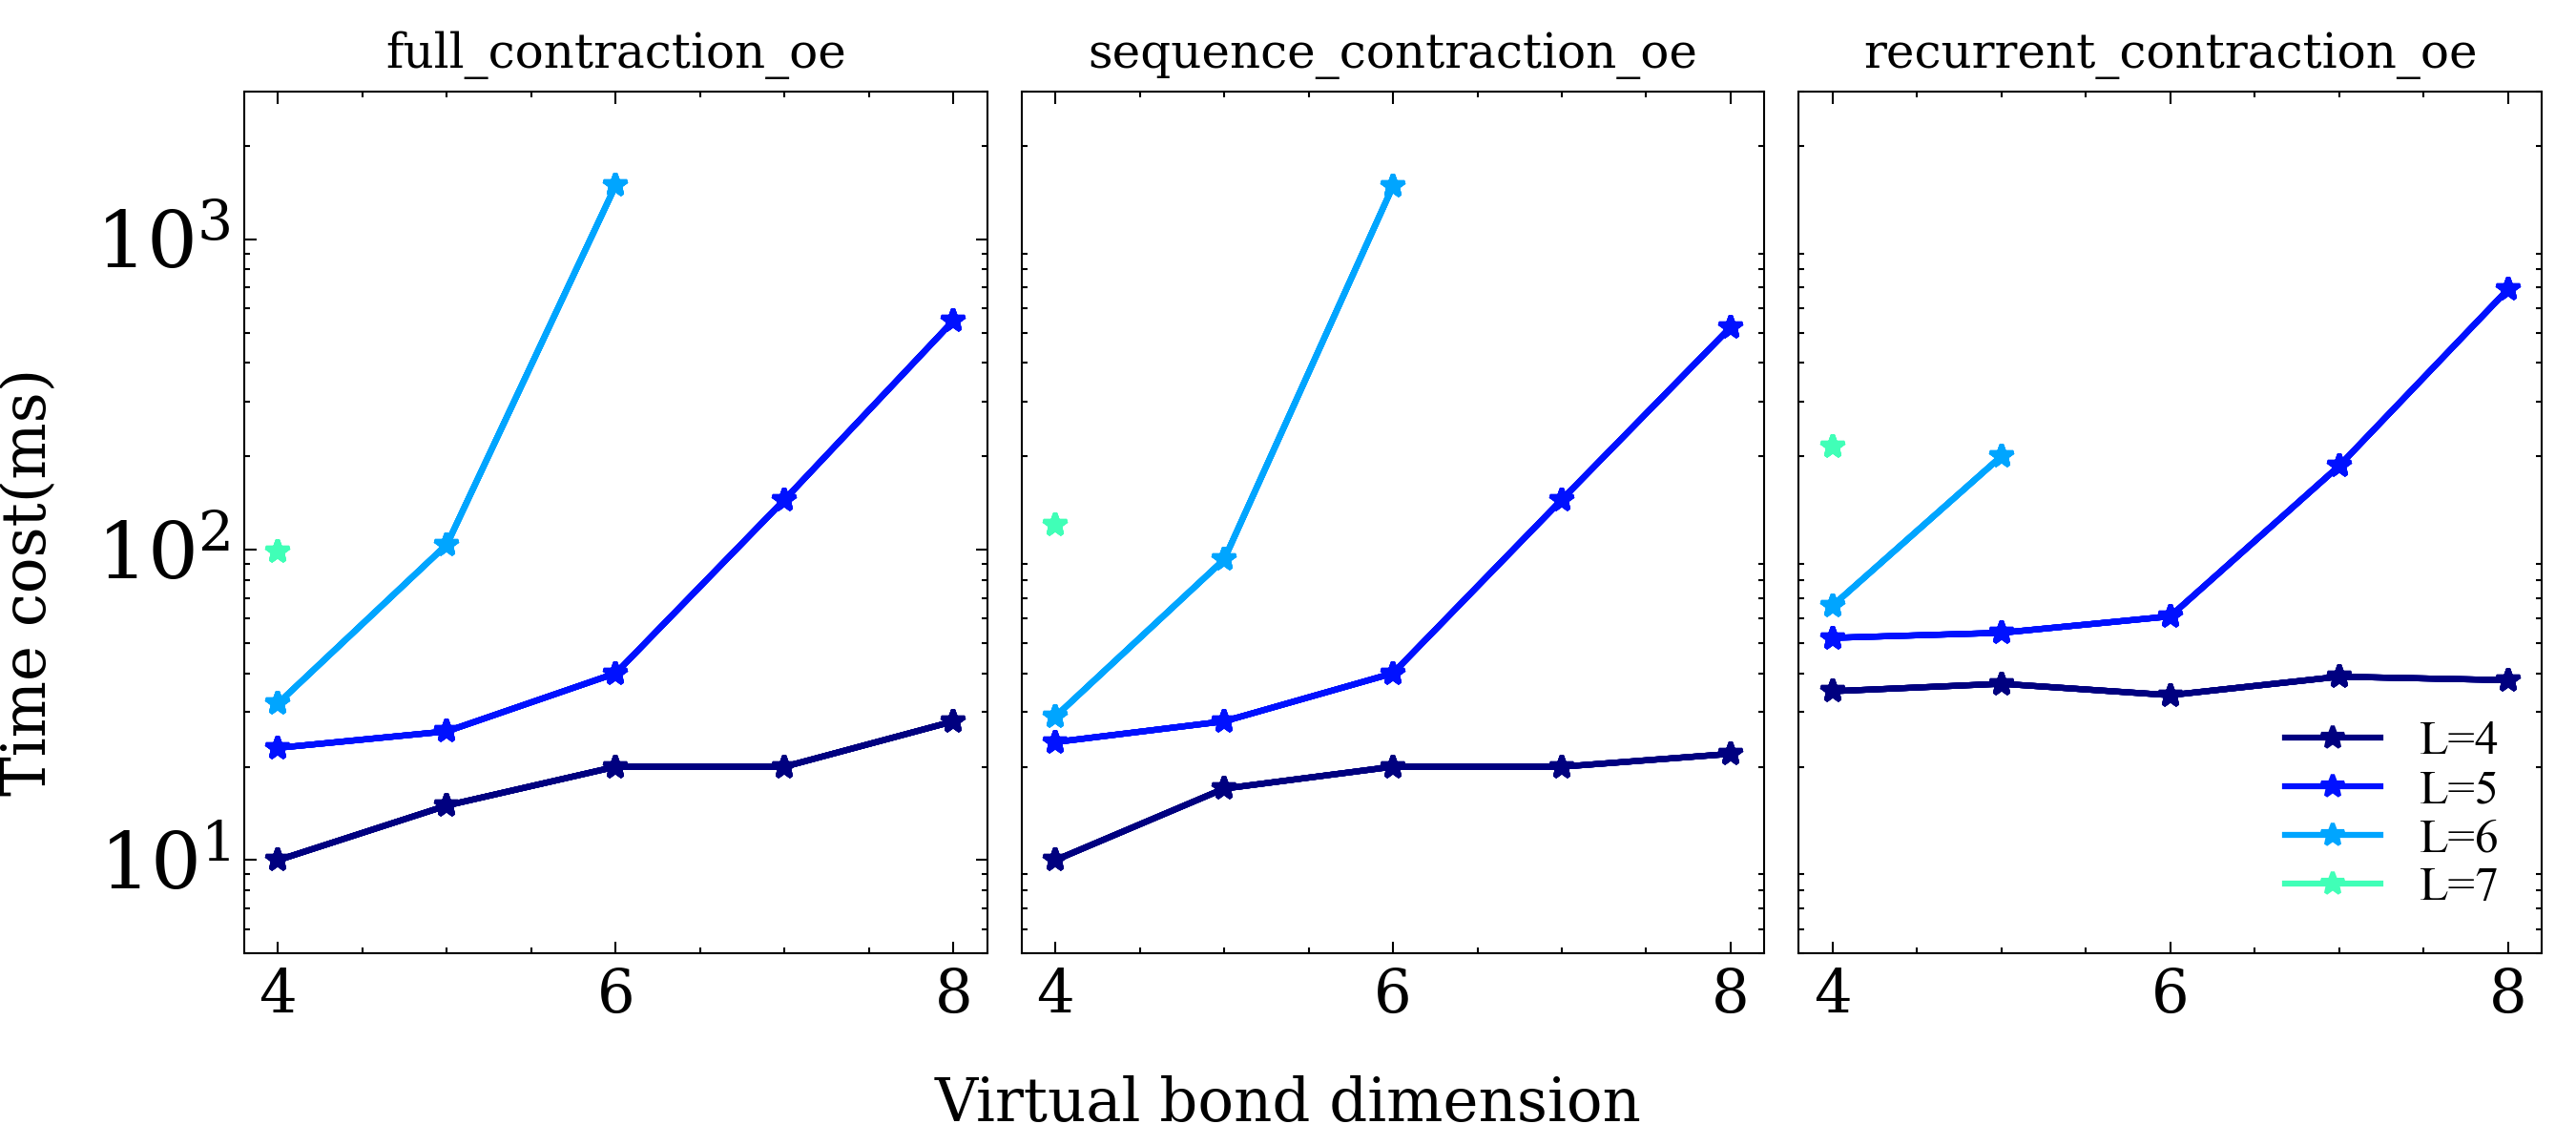 full_contraction_oe
sequence_contraction_oe
recurrent_contraction_oe
Time cost(ms)
10³
10²
10¹
4 6 8
4 6 8
4 6 8
L=4
L=5
L=6
L=7
Virtual bond dimension